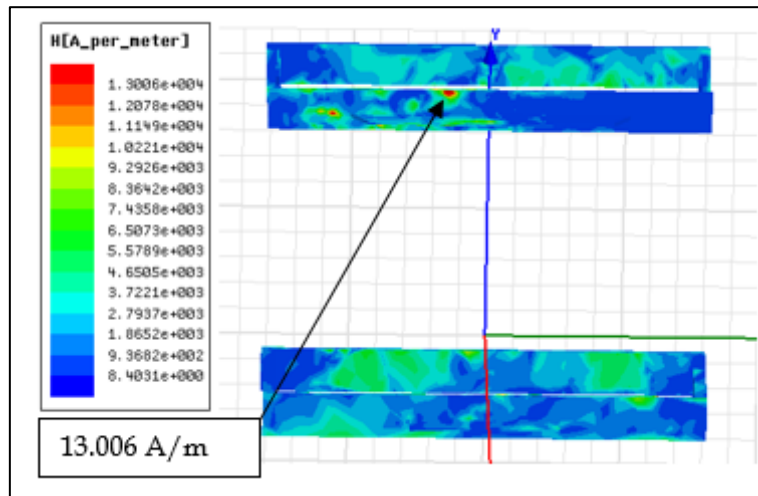 H[A_per_meter]
1.3006e+004
1.2078e+004
1.1149e+004
1.0221e+004
9.2926e+003
8.3642e+003
7.4358e+003
6.5073e+003
5.5789e+003
4.6505e+003
3.7221e+003
2.7937e+003
1.8652e+003
9.3682e+002
8.4031e+000
Y
13.006 A/m